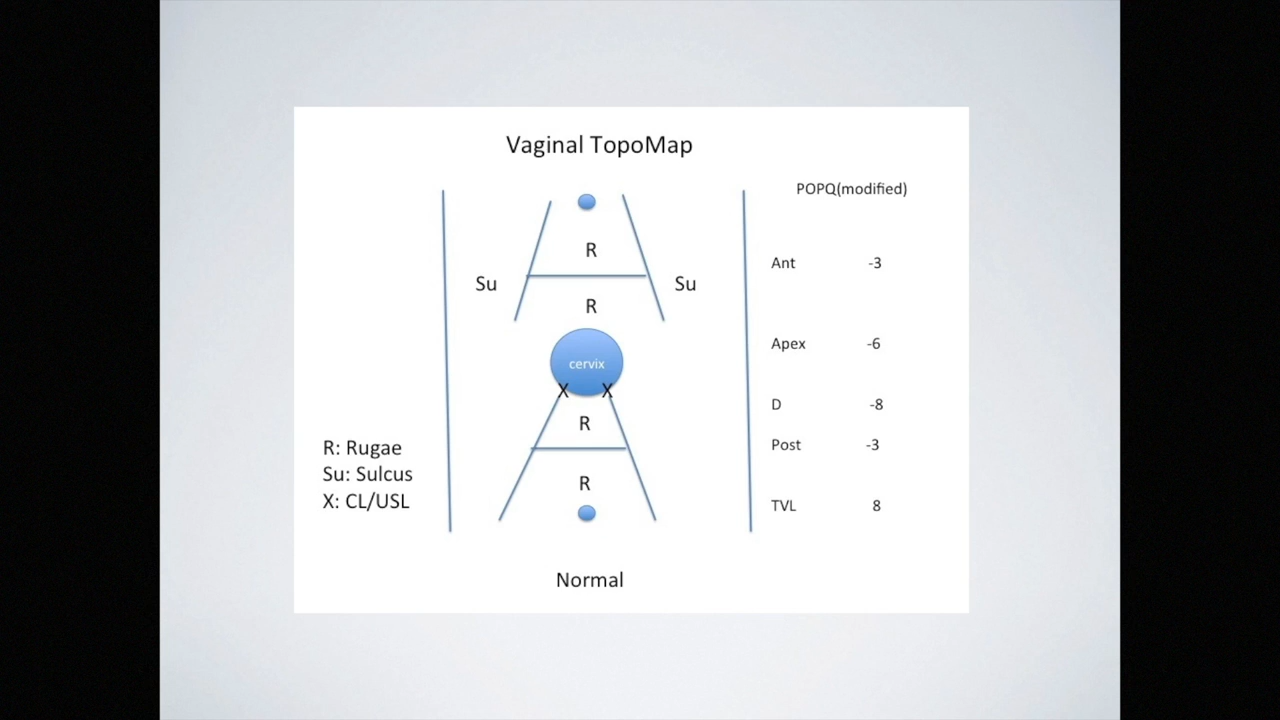 Vaginal TopoMap
POPQ(modified)
R
Ant -3
Su Su
R
Apex -6
cervix
X X
D -8
R
Post -3
R: Rugae
Su: Sulcus
R
X: CL/USL
TVL 8
Normal